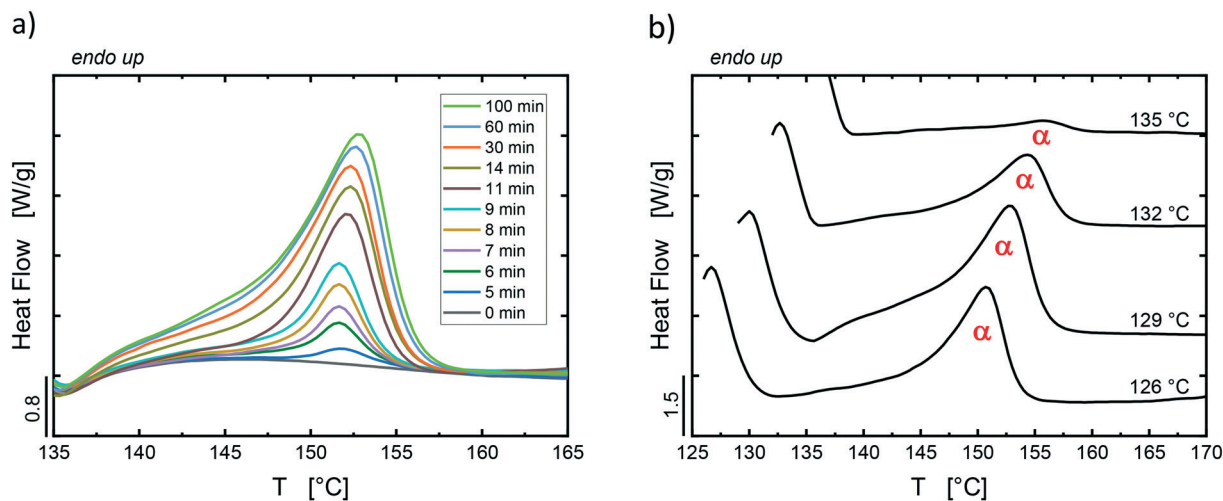 a)
endo up
Heat Flow [W/g]
0.8
100 min
60 min
30 min
14 min
11 min
9 min
8 min
7 min
6 min
5 min
0 min
135 140 145 150 155 160 165
T [°C]
b)
endo up
Heat Flow [W/g]
1.5
135 °C
α
132 °C
α
129 °C
α
126 °C
α
125 130 135 140 145 150 155 160 165 170
T [°C]